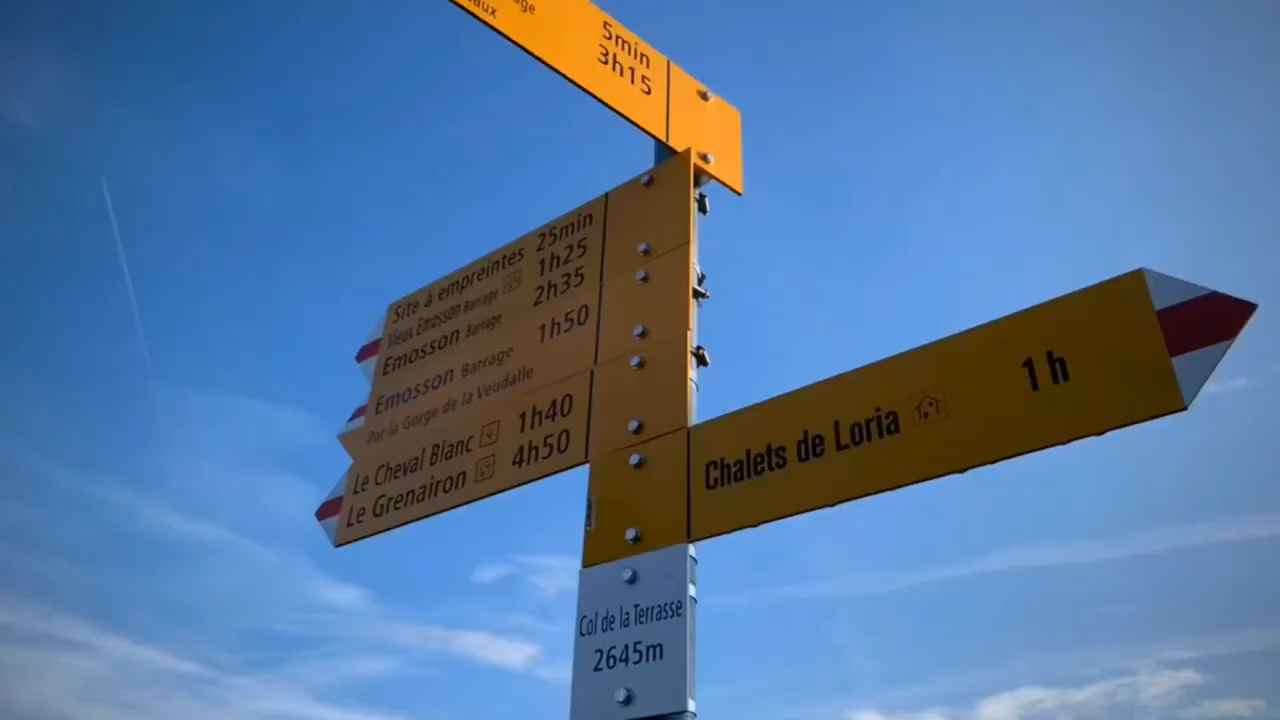 5min
3h15
Site à empreintes 25min
Vieux Emosson Barrage 1h25
Emosson Barrage 2h35
Emosson Barrage 1h50
Par la Gorge de la Veudalle
Le Cheval Blanc 1h40
Le Grenairon 4h50
Chalets de Loria 1h
Col de la Terrasse
2645m